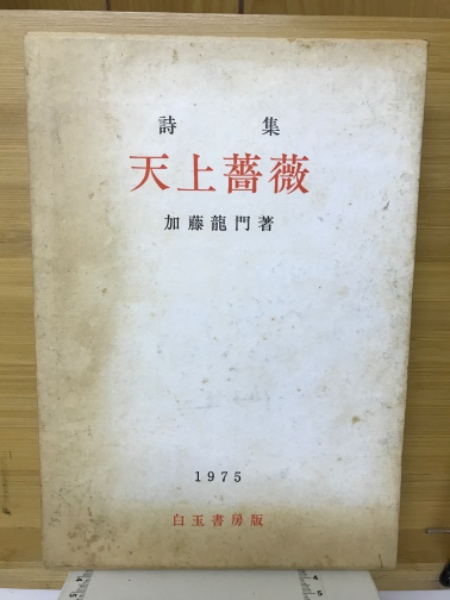 詩 集
天上薔薇
加藤龍門著
1975
白玉書房版